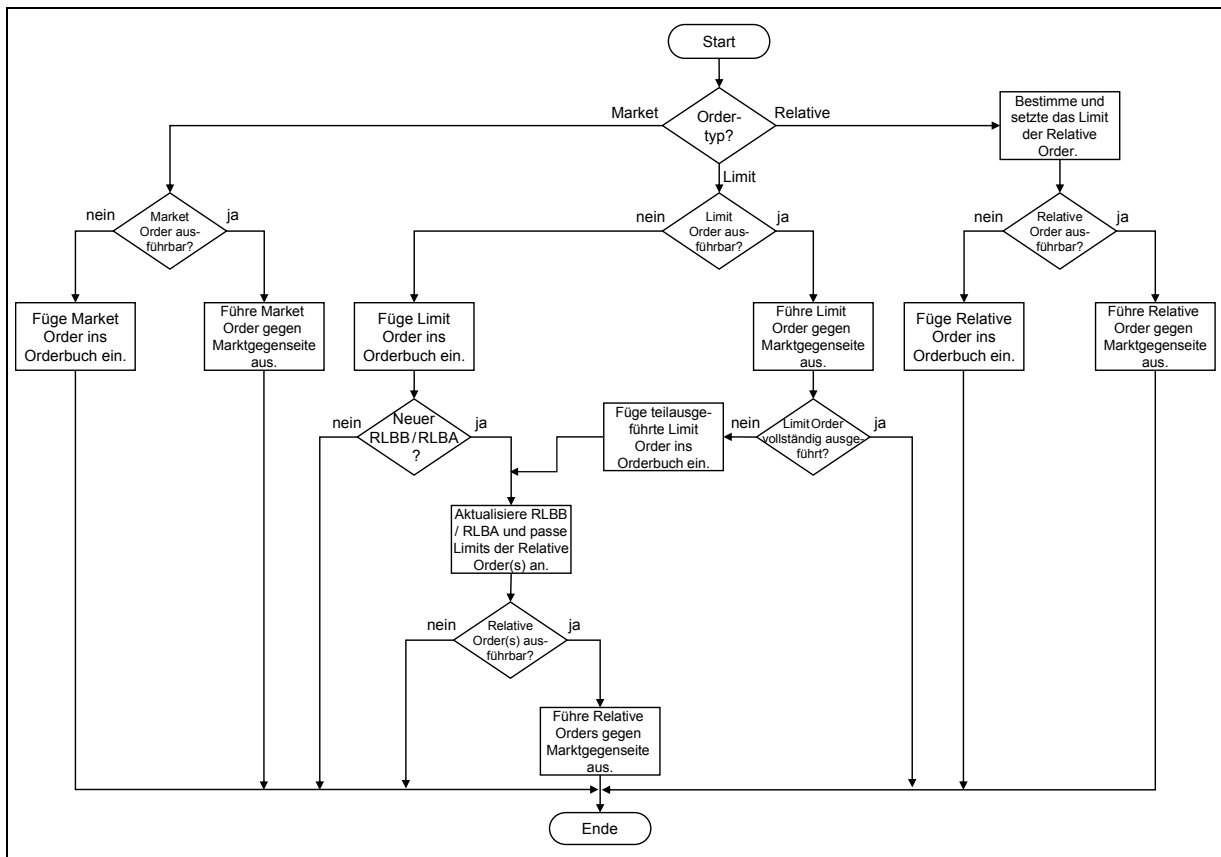 Start
Order-
typ?
Market
Relative
Limit
Bestimme und
setzte das Limit
der Relative
Order.
nein
Market
Order aus-
führbar?
ja
nein
Limit
Order aus-
führbar?
ja
nein
Relative
Order aus-
führbar?
ja
Füge Market
Order ins
Orderbuch ein.
Führe Market
Order gegen
Marktgegenseite
aus.
Füge Limit
Order ins
Orderbuch ein.
Führe Limit
Order gegen
Marktgegenseite
aus.
Füge Relative
Order ins
Orderbuch ein.
Führe Relative
Order gegen
Marktgegenseite
aus.
nein
Neuer
RLBB/RLBA
?
ja
Füge teilausge-
führte Limit
Order ins
Orderbuch ein.
nein
Limit Order
vollständig ausge-
führt?
ja
Aktualisiere RLBB
/ RLBA und passe
Limits der Relative
Order(s) an.
nein
Relative
Order(s) aus-
führbar?
ja
Führe Relative
Orders gegen
Marktgegenseite
aus.
Ende